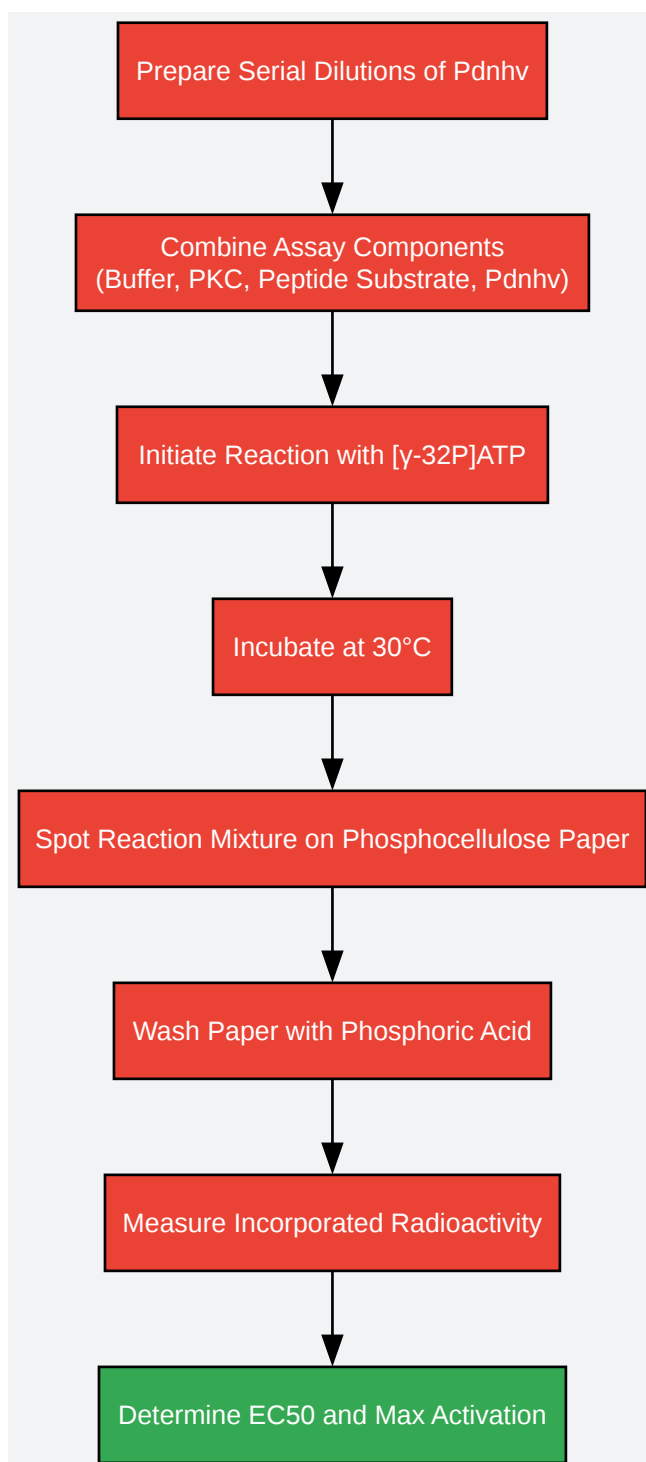 Prepare Serial Dilutions of Pdnhv
Combine Assay Components
(Buffer, PKC, Peptide Substrate, Pdnhv)
Initiate Reaction with [γ-32P]ATP
Incubate at 30°C
Spot Reaction Mixture on Phosphocellulose Paper
Wash Paper with Phosphoric Acid
Measure Incorporated Radioactivity
Determine EC50 and Max Activation